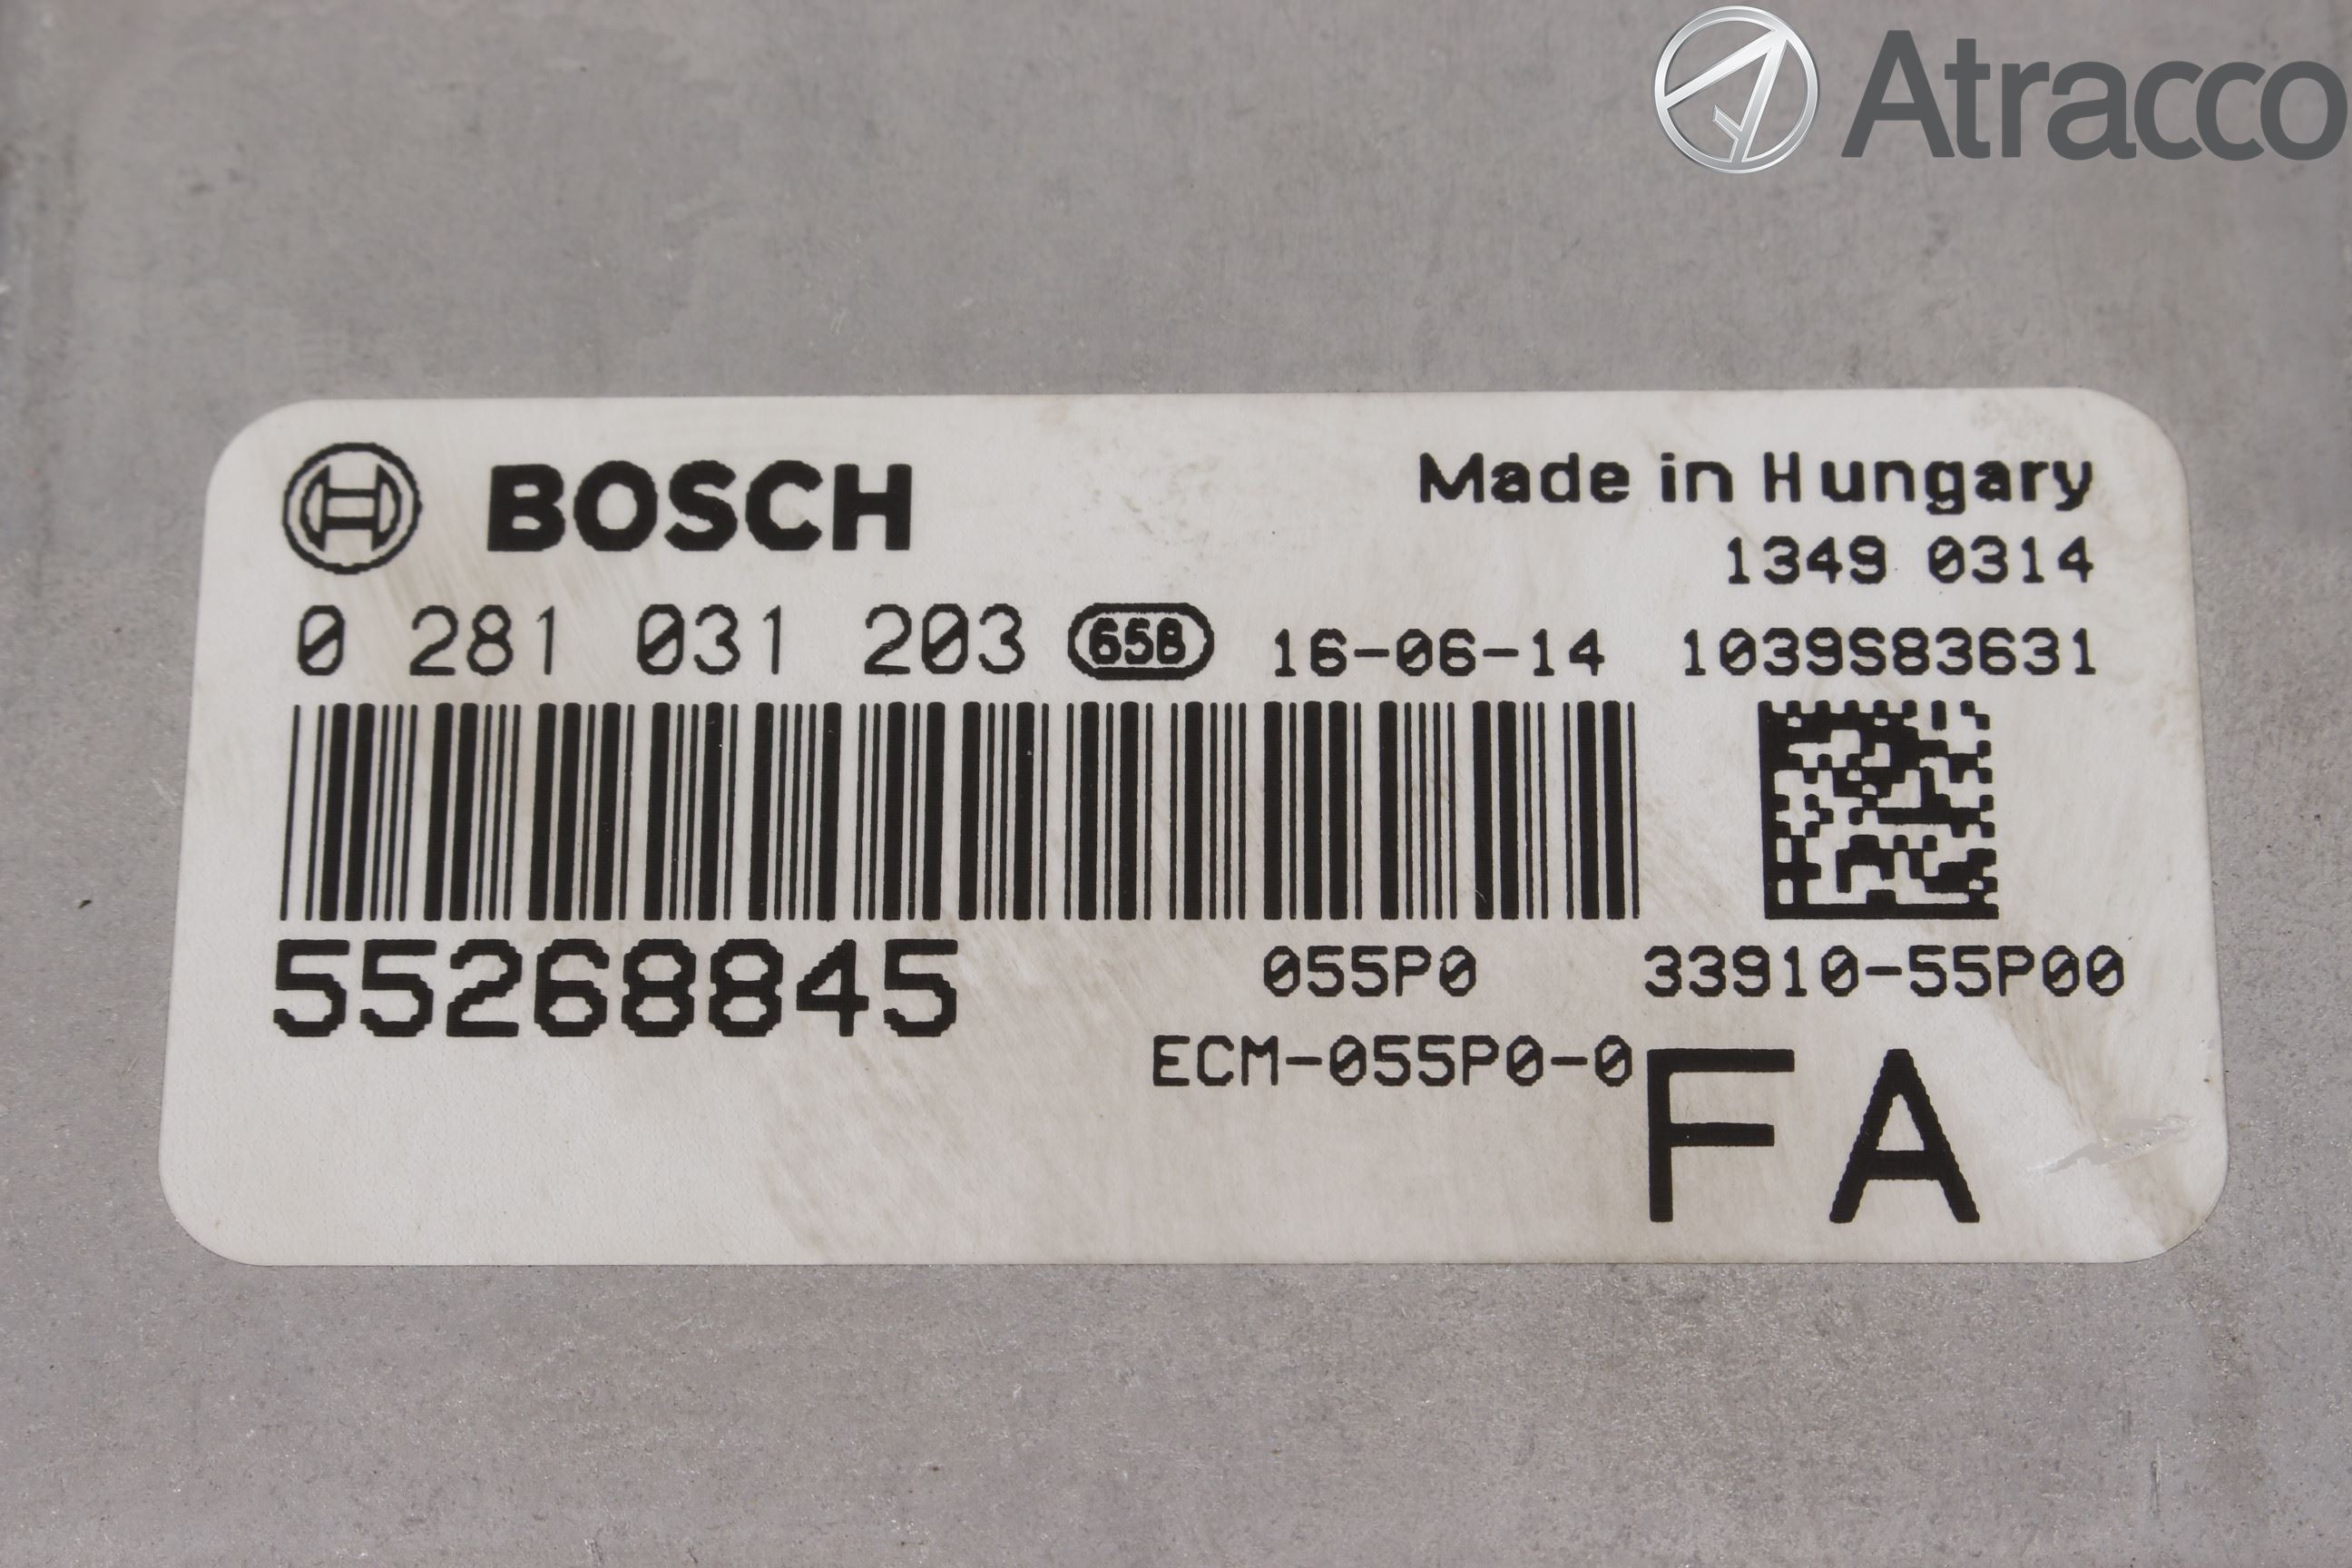 Atracco
BOSCH
Made in Hungary
1349 0314
0 281 031 203 65B 16-06-14 1039S83631
55268845
055P0 33910-55P00
ECM-055P0-0
FA